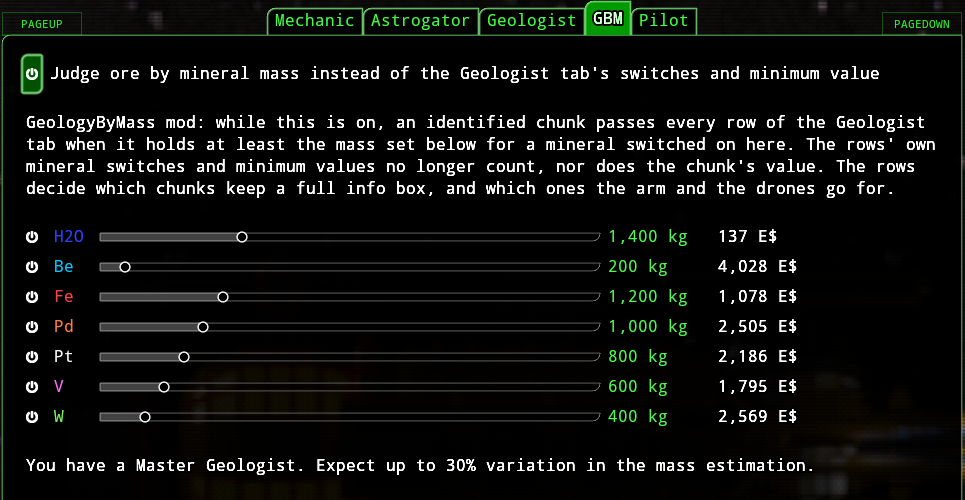 PAGEUP Mechanic Astrogator Geologist GBM Pilot PAGEDOWN
Judge ore by mineral mass instead of the Geologist tab's switches and minimum value
GeologyByMass mod: while this is on, an identified chunk passes every row of the Geologist
tab when it holds at least the mass set below for a mineral switched on here. The rows' own
mineral switches and minimum values no longer count, nor does the chunk's value. The rows
decide which chunks keep a full info box, and which ones the arm and the drones go for.
H2O 1,400 kg 137 E$
Be 200 kg 4,028 E$
Fe 1,200 kg 1,078 E$
Pd 1,000 kg 2,505 E$
Pt 800 kg 2,186 E$
V 600 kg 1,795 E$
W 400 kg 2,569 E$
You have a Master Geologist. Expect up to 30% variation in the mass estimation.